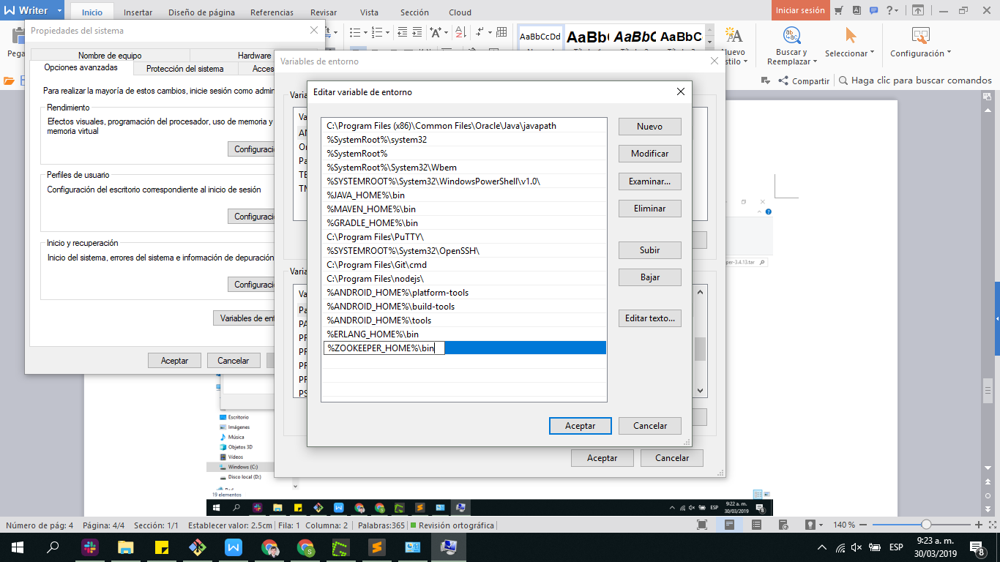 Writer
Inicio
Insertar
Diseño de página
Referencias
Revisar
Vista
Sección
Cloud
Iniciar sesión
AaBbCcDd
AaBb(
AaBbC
AaBbC
Nuevo
Buscar y
Reemplazar
Seleccionar
Configuración
Compartir
Haga clic para buscar comandos
Propiedades del sistema
Nombre de equipo
Hardware
Opciones avanzadas
Protección del sistema
Acces
Para realizar la mayoría de estos cambios, inicie sesión como admin
Rendimiento
Efectos visuales, programación del procesador, uso de memoria y
memoria virtual
Configuraci
Perfiles de usuario
Configuración del escritorio correspondiente al inicio de sesión
Configuraci
Inicio y recuperación
Inicio del sistema, errores del sistema e información de depuración
Configuraci
Variables de ent
Aceptar
Cancelar
Variables de entorno
Varia
Va
AN
On
Pa
TE
TM
Varia
Va
Pa
PA
PR
PR
PR
PR
PS
Aceptar
Cancelar
Editar variable de entorno
C:\Program Files (x86)\Common Files\Oracle\Java\javapath
%SystemRoot%\system32
%SystemRoot%
%SystemRoot%\System32\Wbem
%SYSTEMROOT%\System32\WindowsPowerShell\v1.0\
%JAVA_HOME%\bin
%MAVEN_HOME%\bin
%GRADLE_HOME%\bin
C:\Program Files\PuTTY\
%SYSTEMROOT%\System32\OpenSSH\
C:\Program Files\Git\cmd
C:\Program Files\nodejs\
%ANDROID_HOME%\platform-tools
%ANDROID_HOME%\build-tools
%ANDROID_HOME%\tools
%ERLANG_HOME%\bin
%ZOOKEEPER_HOME%\bin
Nuevo
Modificar
Examinar...
Eliminar
Subir
Bajar
Editar texto...
Aceptar
Cancelar
per-3.4.13.tar
Escritorio
Imágenes
Música
Objetos 3D
Vídeos
Windows (C:)
Disco local (D:)
Red
19 elementos
ESP
9:22 a. m.
30/03/2019
Número de pág: 4
Página: 4/4
Sección: 1/1
Establecer valor: 2.5cm
Fila: 1
Columna: 2
Palabras:365
Revisión ortográfica
140 %
ESP
9:23 a. m.
30/03/2019
8